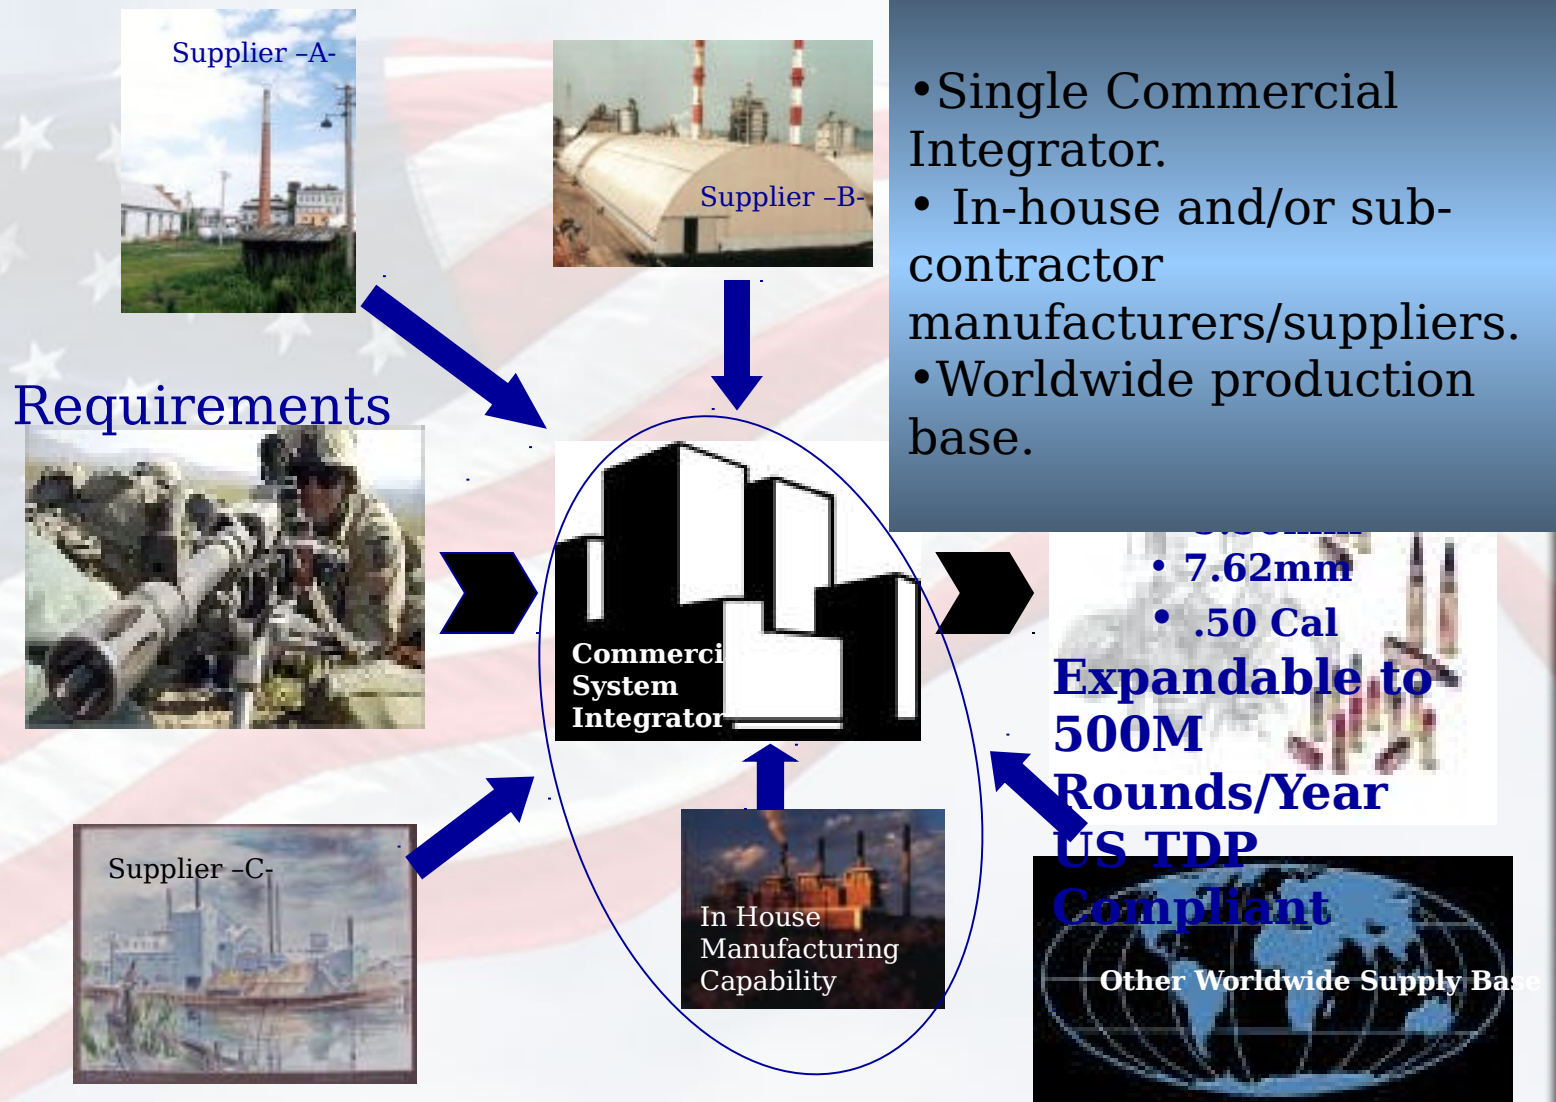 Supplier –A-
Supplier –B-
•Single Commercial
Integrator.
• In-house and/or sub-
contractor
manufacturers/suppliers.
•Worldwide production
base.
Requirements
• 7.62mm
• .50 Cal
Expandable to
500M
Rounds/Year
US TDP
Compliant
Commerci
System
Integrator
Supplier –C-
In House
Manufacturing
Capability
Other Worldwide Supply Base